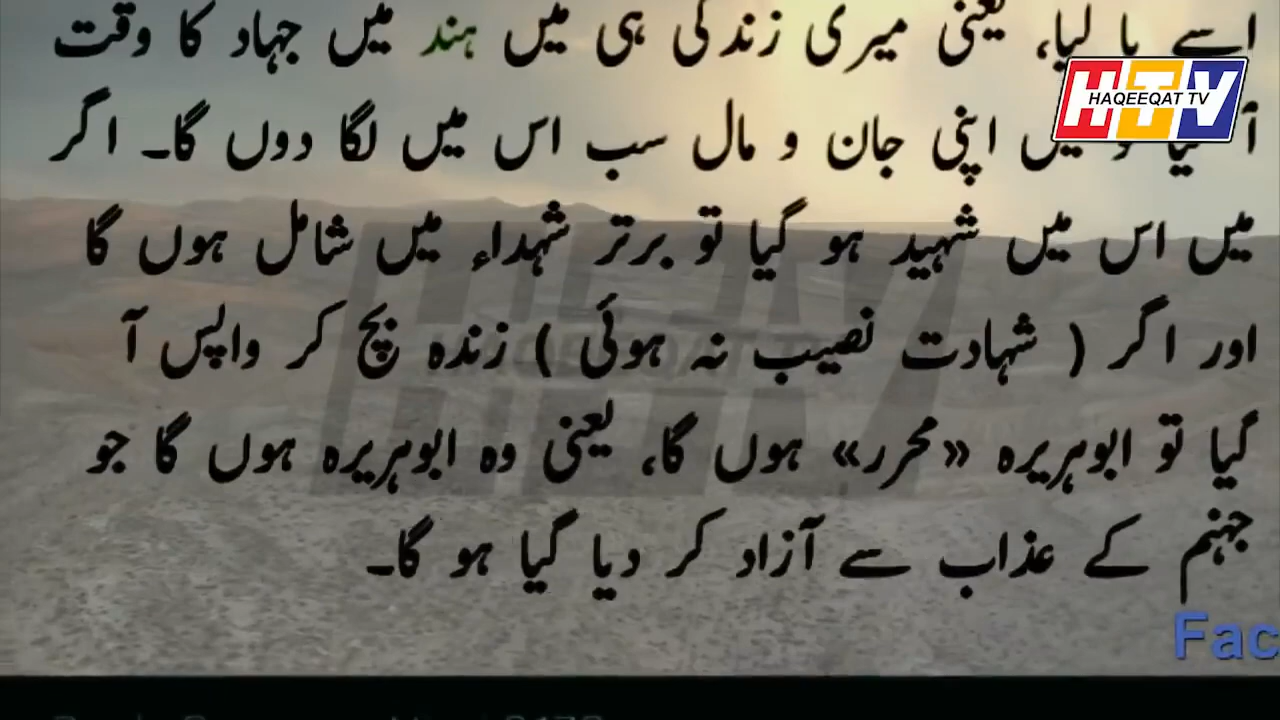 اسے پا لیا، یعنی میری زندگی ہی میں ہند میں جہاد کا وقت
HTV
HAQEEQAT TV
میں اپنی جان و مال سب اس میں لگا دوں گا۔ اگر
میں اس میں شہید ہو گیا تو برتر شہداء میں شامل ہوں گا
اور اگر ( شہادت نصیب نہ ہوئی ) زندہ بچ کر واپس آ
گیا تو ابوہریرہ «محرر» ہوں گا، یعنی وہ ابوہریرہ ہوں گا جو
جہنم کے عذاب سے آزاد کر دیا گیا ہو گا۔
Fac